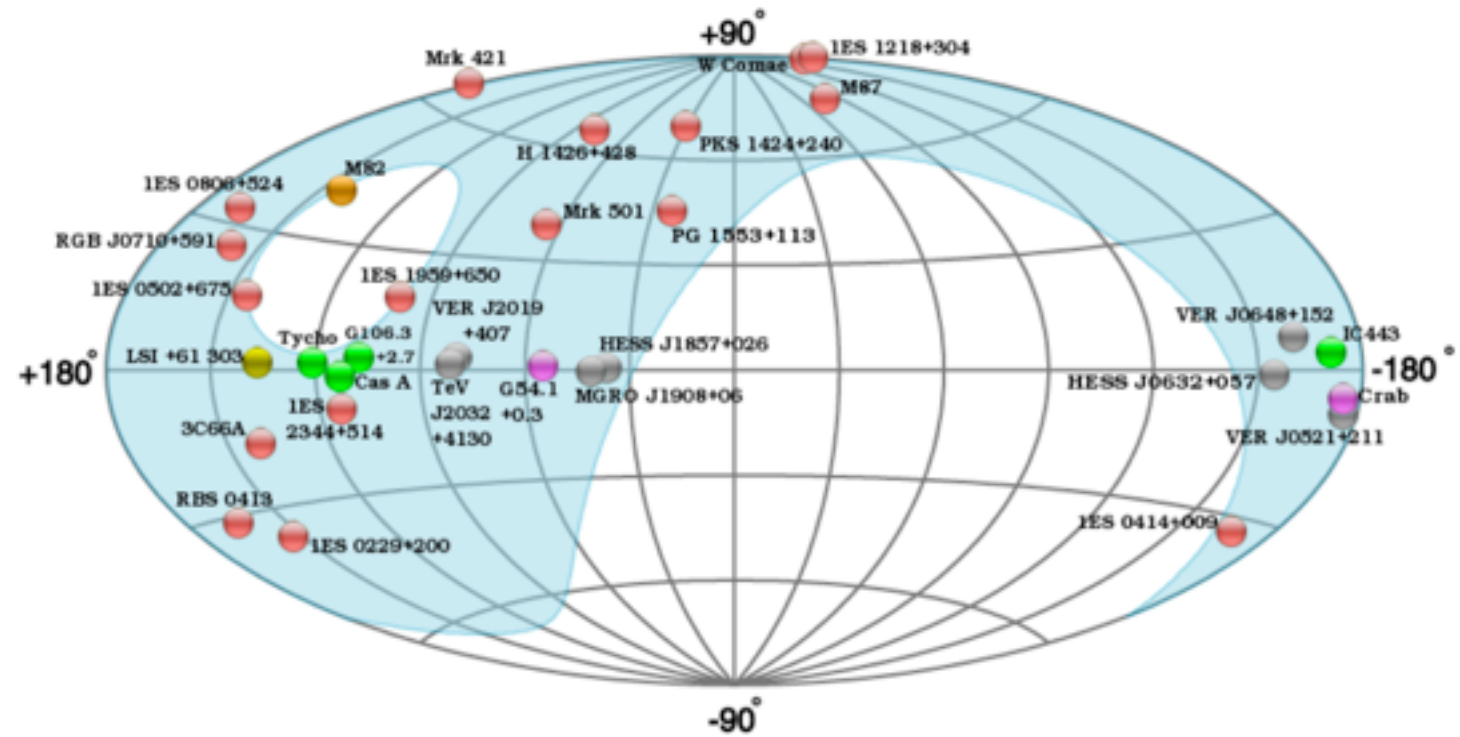 +90°
Mrk 421
1ES 1218+304
W Comae
M87
H 1426+428
PKS 1424+240
M82
1ES 0806+524
Mrk 501
PG 1553+113
RGB J0710+591
1ES 0502+675
1ES 1959+650
VER J2019
+407
VER J0648+152
Tycho
G106.3
+2.7
IC443
LSI +61 303
HESS J1857+026
+180°
-180°
Cas A
TeV
J2032
+4130
G54.1
+0.3
MGRO J1908+06
HESS J0632+057
Crab
1ES
2344+514
3C66A
VER J0521+211
RBS 0413
1ES 0229+200
1ES 0414+009
-90°